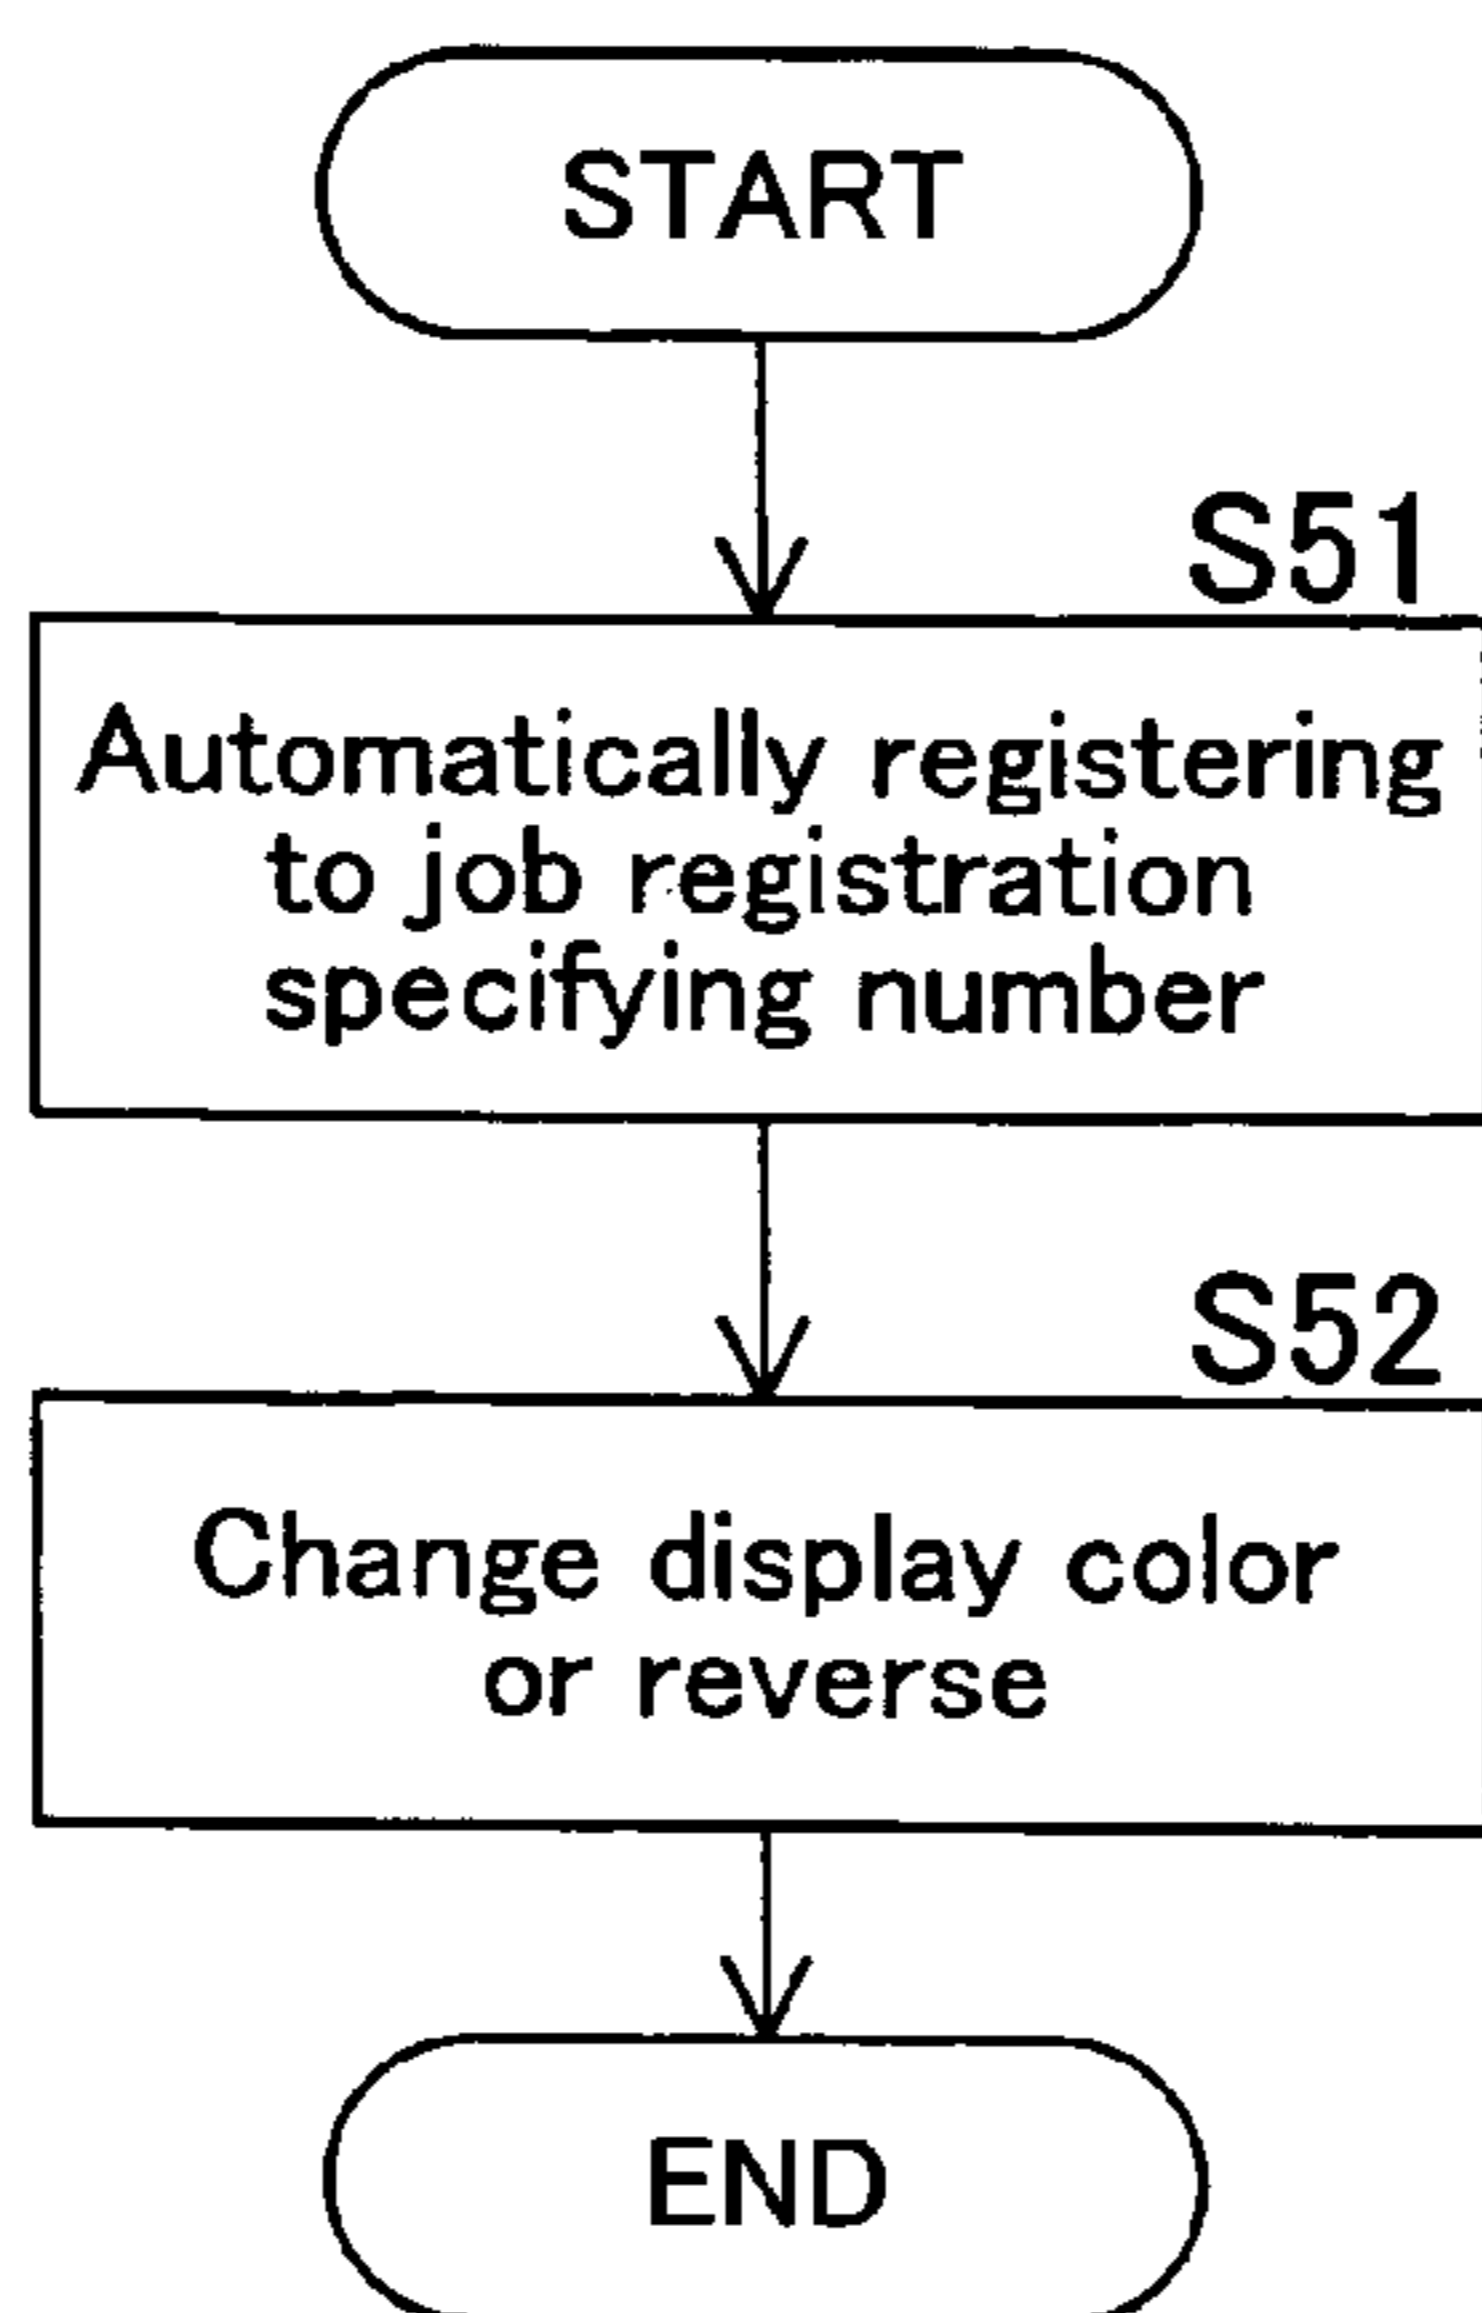 START
S51
Automatically registering
to job registration
specifying number
S52
Change display color
or reverse
END